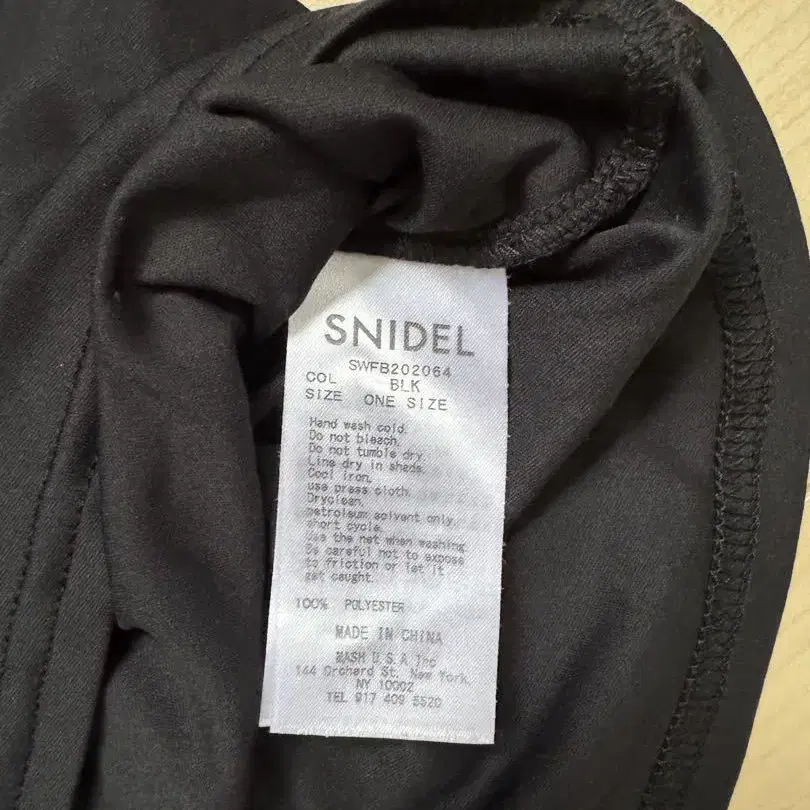 SNIDEL
SWFB202064
COL BLK
SIZE ONE SIZE
Hand wash cold.
Do not bleach.
Do not tumble dry.
Line dry in shade.
Cool iron.
use press cloth.
Dryclean.
petroleum solvent only.
short cycle.
Use the net when washing
Be careful not to expose
to friction or let it
get caught.
100% POLYESTER
MADE IN CHINA
MASH U.S.A Inc
144 Orchard St. New York.
NY 10002
TEL 917 409 5520